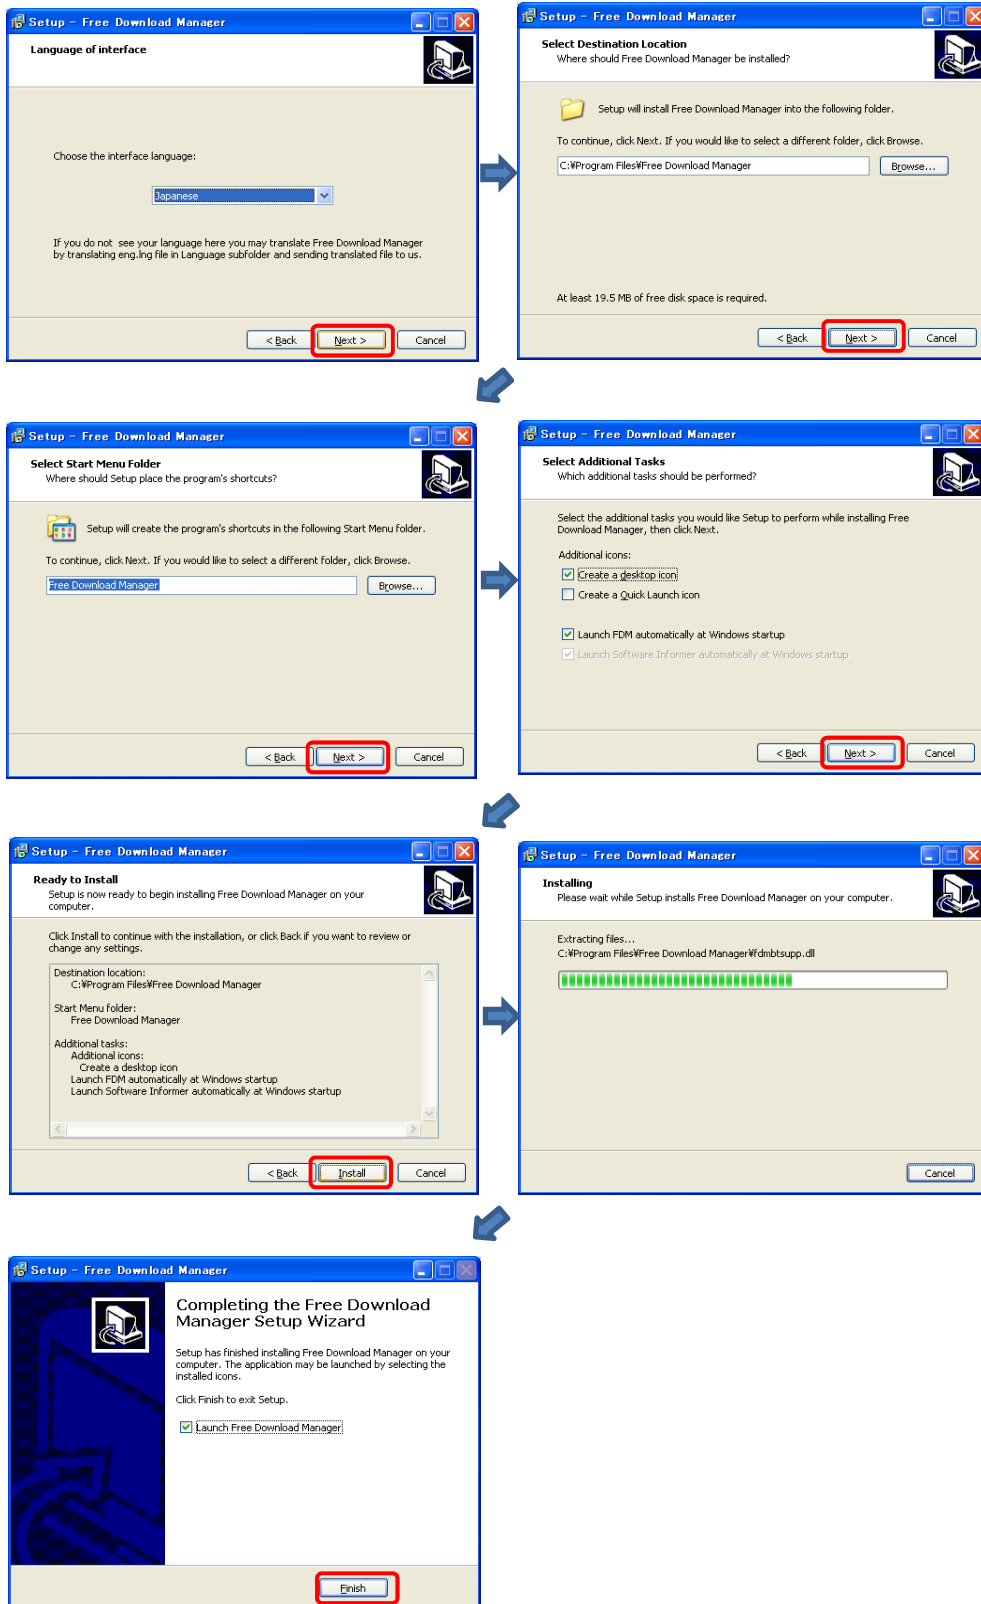 Setup - Free Download Manager
Language of interface
Choose the interface language:
Japanese
If you do not  see your language here you may translate Free Download Manager
by translating eng.lng file in Language subfolder and sending translated file to us.
< Back
Next >
Cancel
Setup - Free Download Manager
Select Destination Location
Where should Free Download Manager be installed?
Setup will install Free Download Manager into the following folder.
To continue, click Next. If you would like to select a different folder, click Browse.
C:¥Program Files¥Free Download Manager
Browse...
At least 19.5 MB of free disk space is required.
< Back
Next >
Cancel
Setup - Free Download Manager
Select Start Menu Folder
Where should Setup place the program's shortcuts?
Setup will create the program's shortcuts in the following Start Menu folder.
To continue, click Next. If you would like to select a different folder, click Browse.
Free Download Manager
Browse...
< Back
Next >
Cancel
Setup - Free Download Manager
Select Additional Tasks
Which additional tasks should be performed?
Select the additional tasks you would like Setup to perform while installing Free
Download Manager, then click Next.
Additional icons:
Create a desktop icon
Create a Quick Launch icon
Launch FDM automatically at Windows startup
Launch Software Informer automatically at Windows startup
< Back
Next >
Cancel
Setup - Free Download Manager
Ready to Install
Setup is now ready to begin installing Free Download Manager on your
computer.
Click Install to continue with the installation, or click Back if you want to review or
change any settings.
Destination location:
C:¥Program Files¥Free Download Manager
Start Menu folder:
Free Download Manager
Additional tasks:
Additional icons:
Create a desktop icon
Launch FDM automatically at Windows startup
Launch Software Informer automatically at Windows startup
< Back
Install
Cancel
Setup - Free Download Manager
Installing
Please wait while Setup installs Free Download Manager on your computer.
Extracting files...
C:¥Program Files¥Free Download Manager¥fdmbtsupp.dll
Cancel
Setup - Free Download Manager
Completing the Free Download
Manager Setup Wizard
Setup has finished installing Free Download Manager on your
computer. The application may be launched by selecting the
installed icons.
Click Finish to exit Setup.
Launch Free Download Manager
Finish